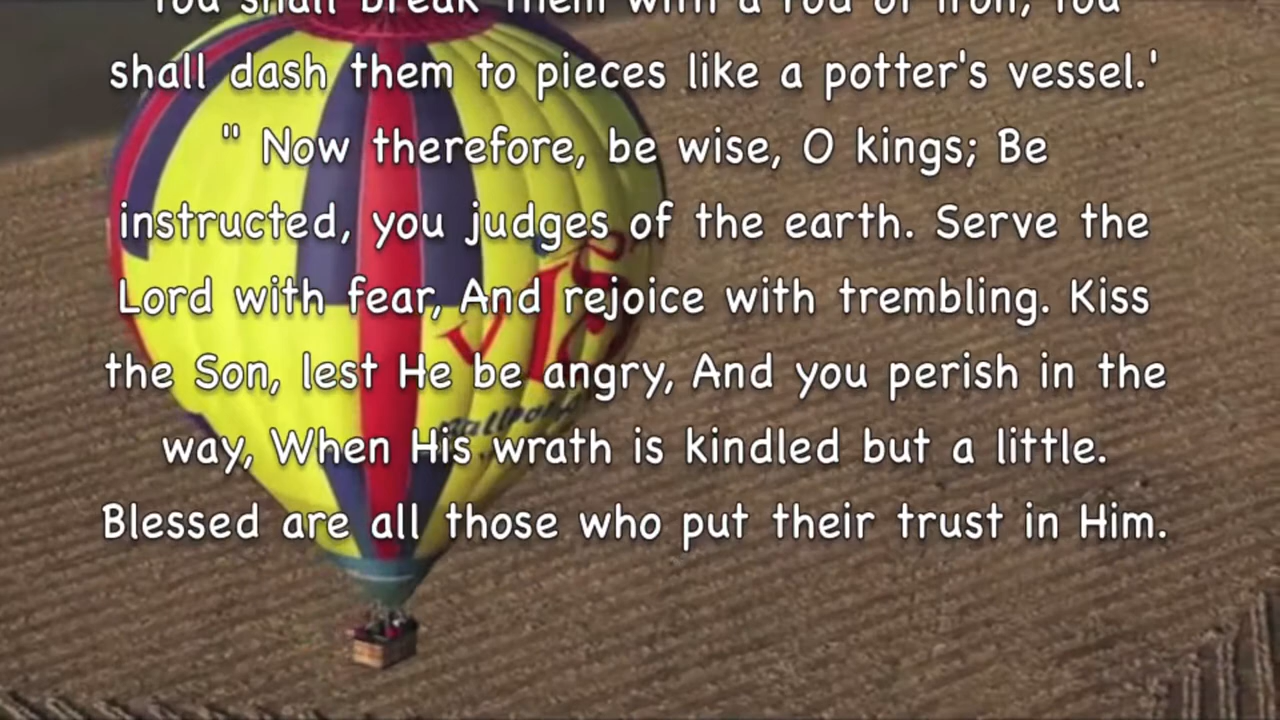 You shall break them with a rod of iron; You
shall dash them to pieces like a potter's vessel.'
" Now therefore, be wise, O kings; Be
instructed, you judges of the earth. Serve the
Lord with fear, And rejoice with trembling. Kiss
the Son, lest He be angry, And you perish in the
way, When His wrath is kindled but a little.
Blessed are all those who put their trust in Him.